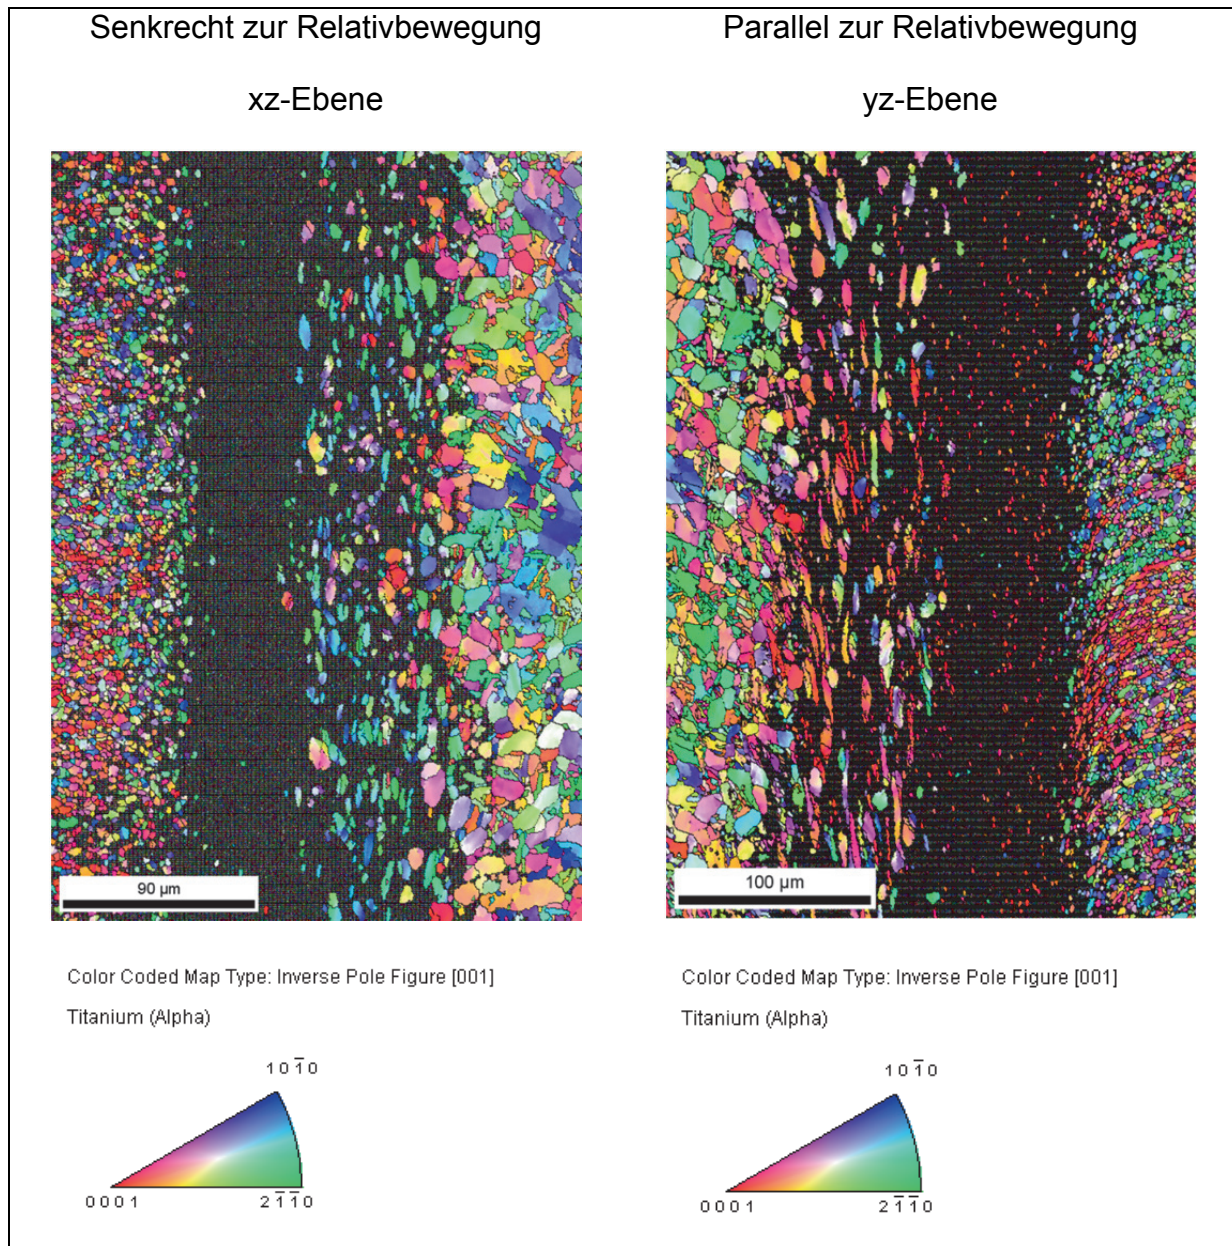 Senkrecht zur Relativbewegung
xz-Ebene
90 µm
Color Coded Map Type: Inverse Pole Figure [001]
Titanium (Alpha)
1 0 1̅ 0
0 0 0 1
2 1̅ 1̅ 0
Parallel zur Relativbewegung
yz-Ebene
100 µm
Color Coded Map Type: Inverse Pole Figure [001]
Titanium (Alpha)
1 0 1̅ 0
0 0 0 1
2 1̅ 1̅ 0